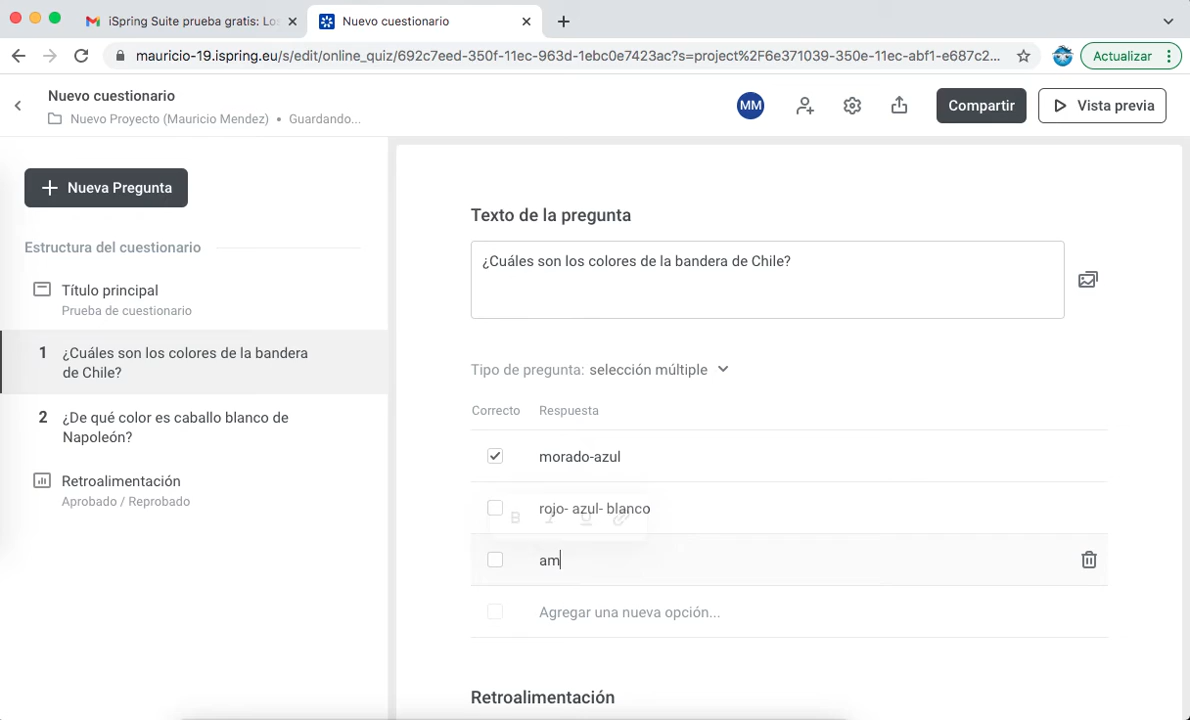 iSpring Suite prueba gratis: Lo
Nuevo cuestionario
mauricio-19.ispring.eu/s/edit/online_quiz/692c7eed-350f-11ec-963d-1ebc0e7423ac?s=project%2F6e371039-350e-11ec-abf1-e687c2...
Actualizar
Nuevo cuestionario
Nuevo Proyecto (Mauricio Mendez) • Guardando...
MM
Compartir
Vista previa
Nueva Pregunta
Estructura del cuestionario
Título principal
Prueba de cuestionario
1 ¿Cuáles son los colores de la bandera
de Chile?
2 ¿De qué color es caballo blanco de
Napoleón?
Retroalimentación
Aprobado / Reprobado
Texto de la pregunta
¿Cuáles son los colores de la bandera de Chile?
Tipo de pregunta: selección múltiple
Correcto Respuesta
morado-azul
rojo- azul- blanco
B I U
am
Agregar una nueva opción...
Retroalimentación